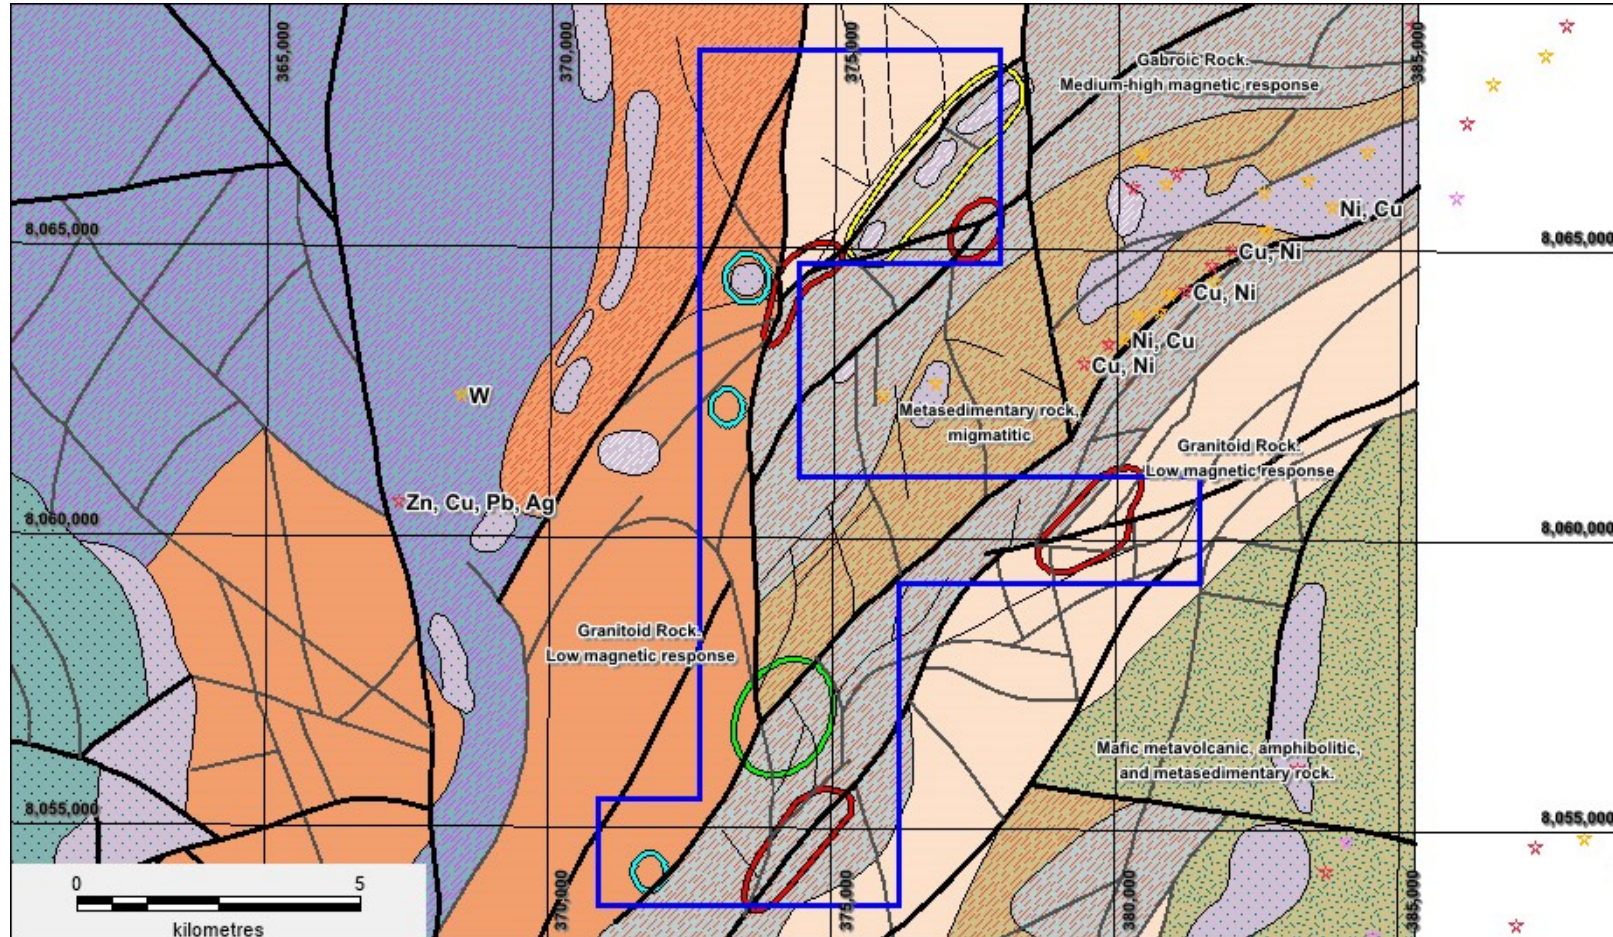 365,000
370,000
375,000
385,000
Gabroic Rock.
Medium-high magnetic response
8,065,000
8,065,000
Ni, Cu
Cu, Ni
Cu, Ni
Ni, Cu
Cu, Ni
W
Metasedimentary rock,
migmatitic
Granitoid Rock.
Low magnetic response
Zn, Cu, Pb, Ag
8,060,000
8,060,000
Granitoid Rock.
Low magnetic response
Mafic metavolcanic, amphibolitic,
and metasedimentary rock.
8,055,000
8,055,000
370,000
375,000
380,000
385,000
0 5
kilometres